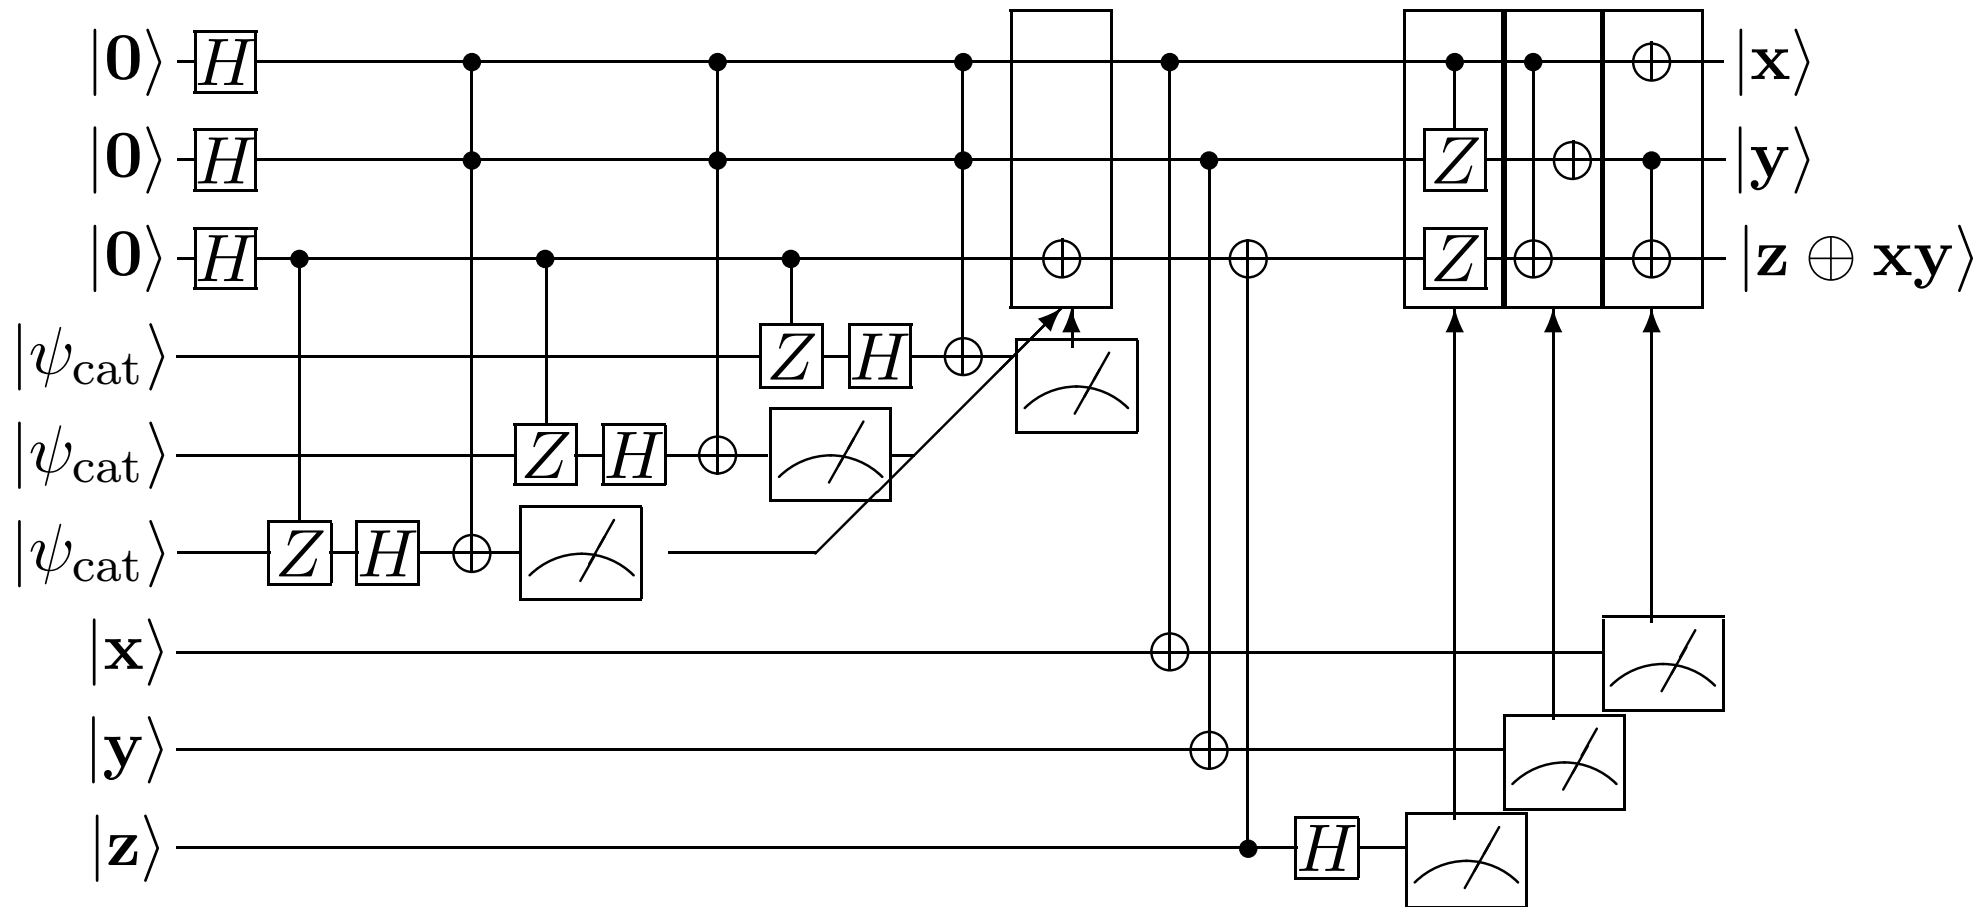 |0⟩ H |x⟩
|0⟩ H Z |y⟩
|0⟩ H Z |z ⊕ xy⟩
|ψcat⟩ Z H
|ψcat⟩ Z H
|ψcat⟩ Z H
|x⟩
|y⟩
|z⟩ H